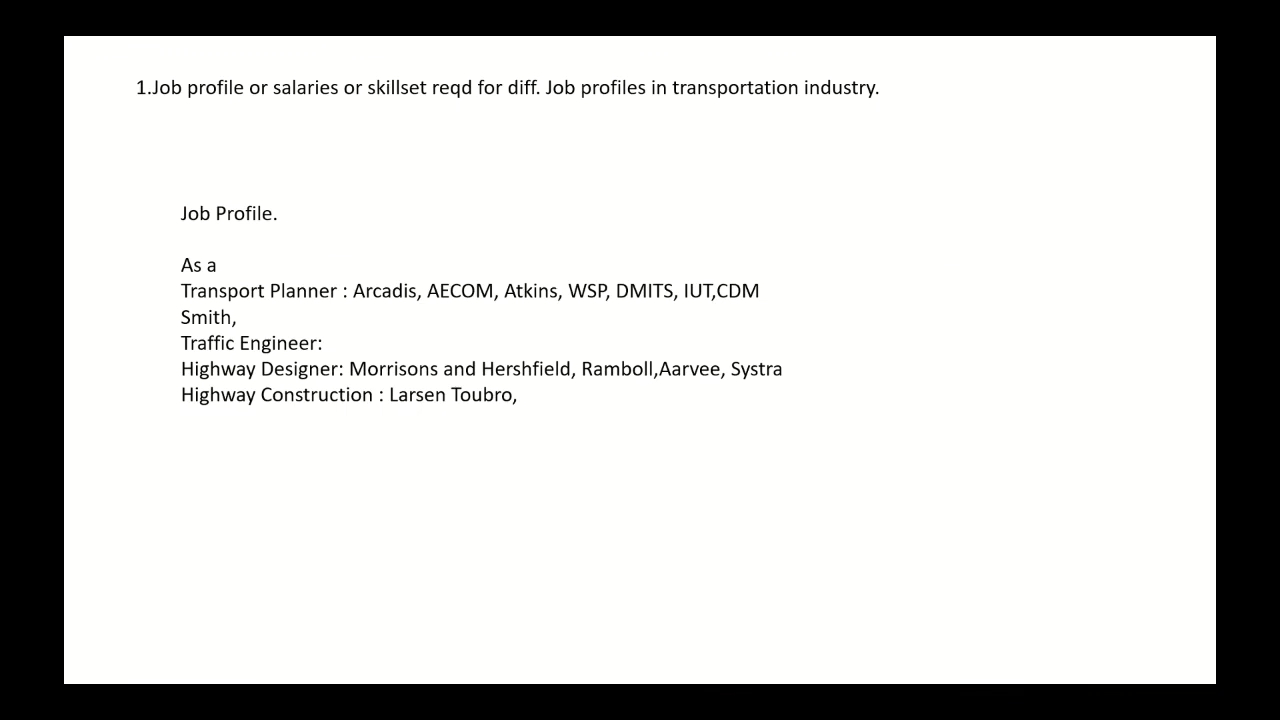 1.Job profile or salaries or skillset reqd for diff. Job profiles in transportation industry.
Job Profile.
As a
Transport Planner : Arcadis, AECOM, Atkins, WSP, DMITS, IUT,CDM
Smith,
Traffic Engineer:
Highway Designer: Morrisons and Hershfield, Ramboll,Aarvee, Systra
Highway Construction : Larsen Toubro,